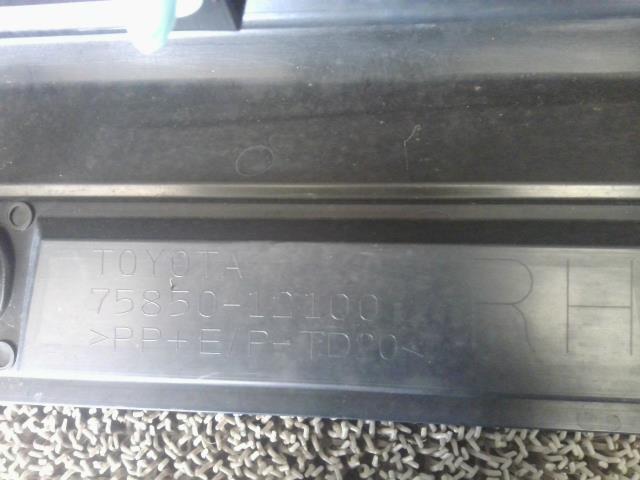 TOYOTA
75850-12100
>PP+E/P-TD20<
RH